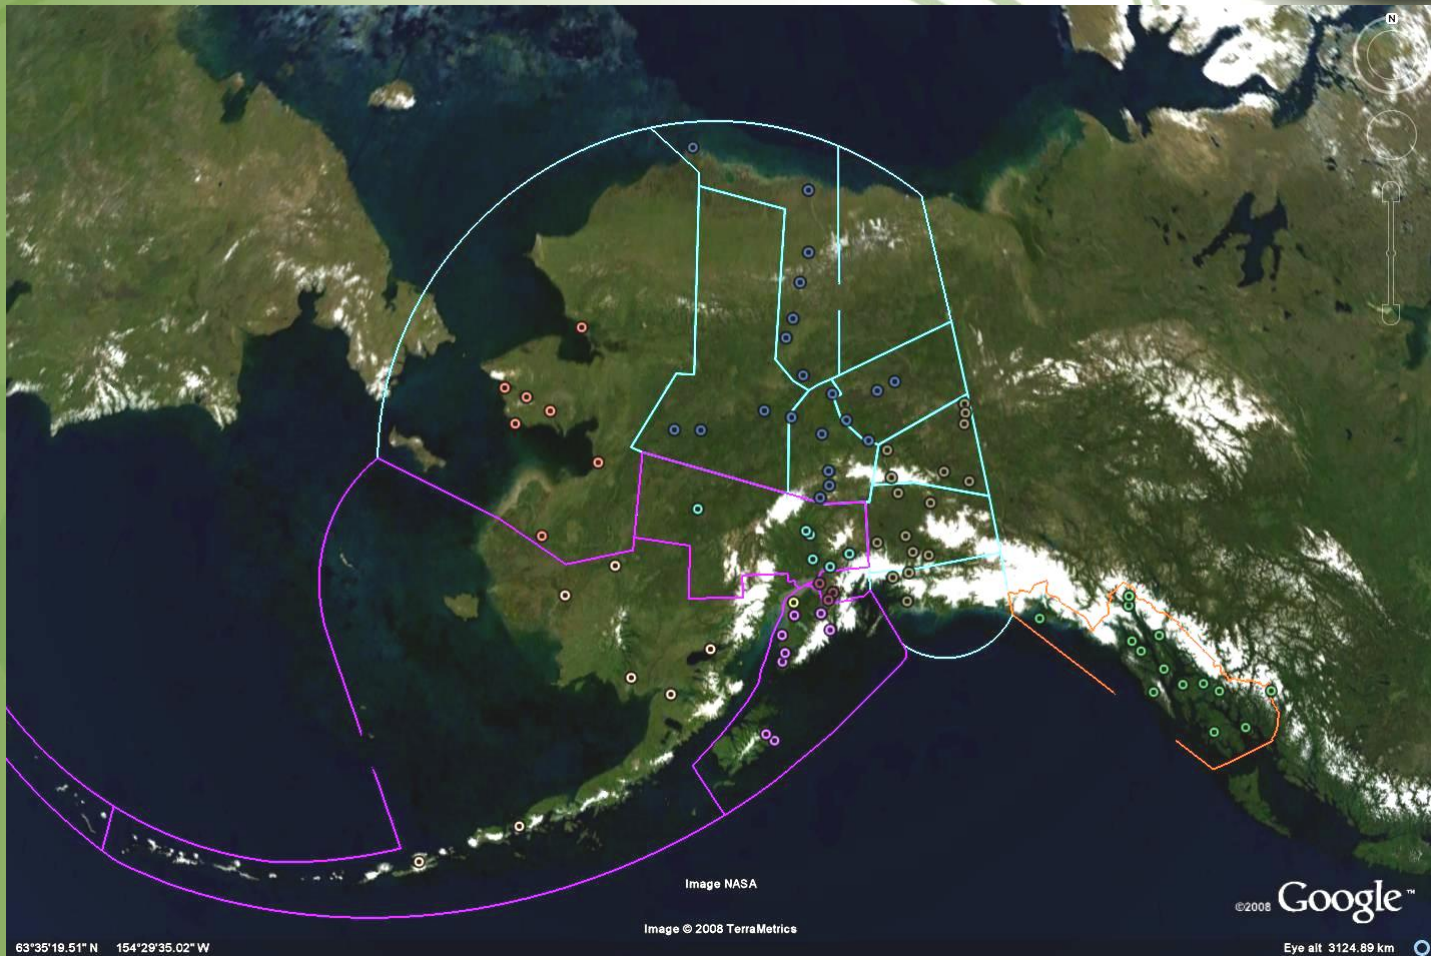 N
Image NASA
©2008 Google™
Image © 2008 TerraMetrics
63°35'19.51" N 154°29'35.02" W
Eye alt 3124.89 km